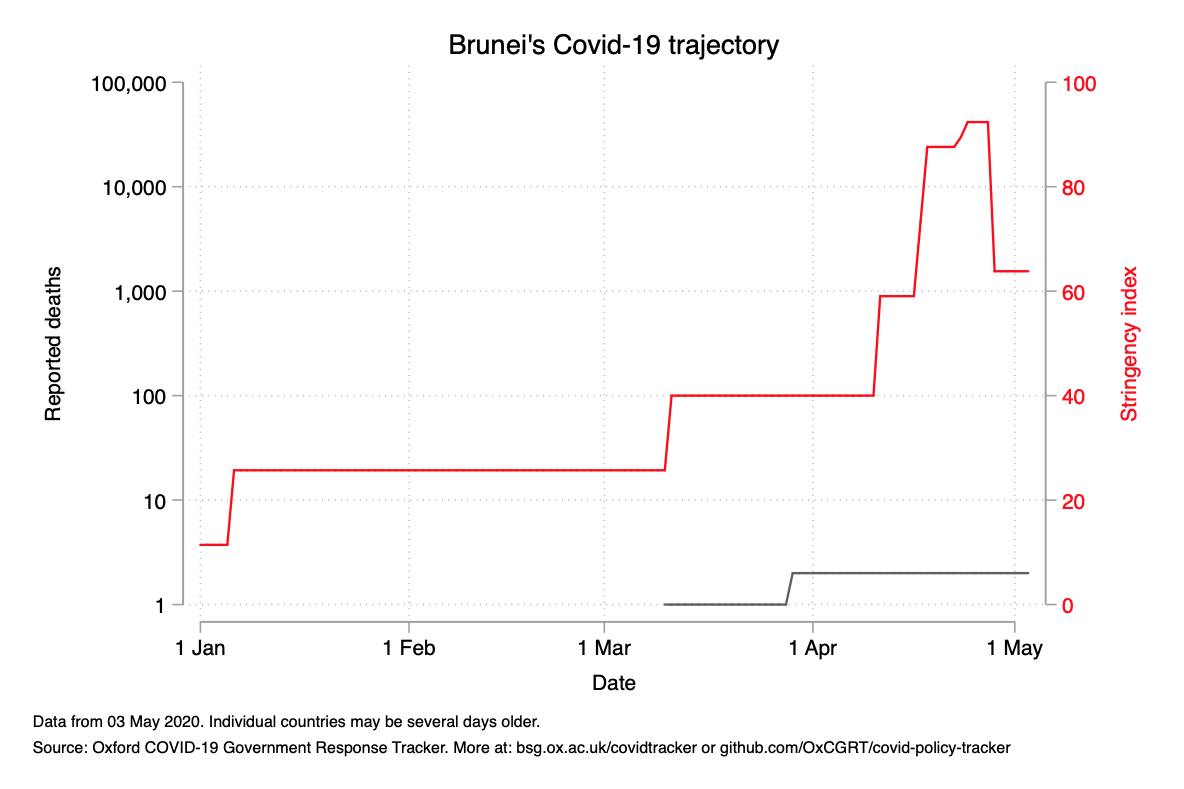 Brunei's Covid-19 trajectory
100,000
10,000
1,000
100
10
1
Reported deaths
100
80
60
40
20
0
Stringency index
1 Jan
1 Feb
1 Mar
1 Apr
1 May
Date
Data from 03 May 2020. Individual countries may be several days older.
Source: Oxford COVID-19 Government Response Tracker. More at: bsg.ox.ac.uk/covidtracker or github.com/OxCGRT/covid-policy-tracker